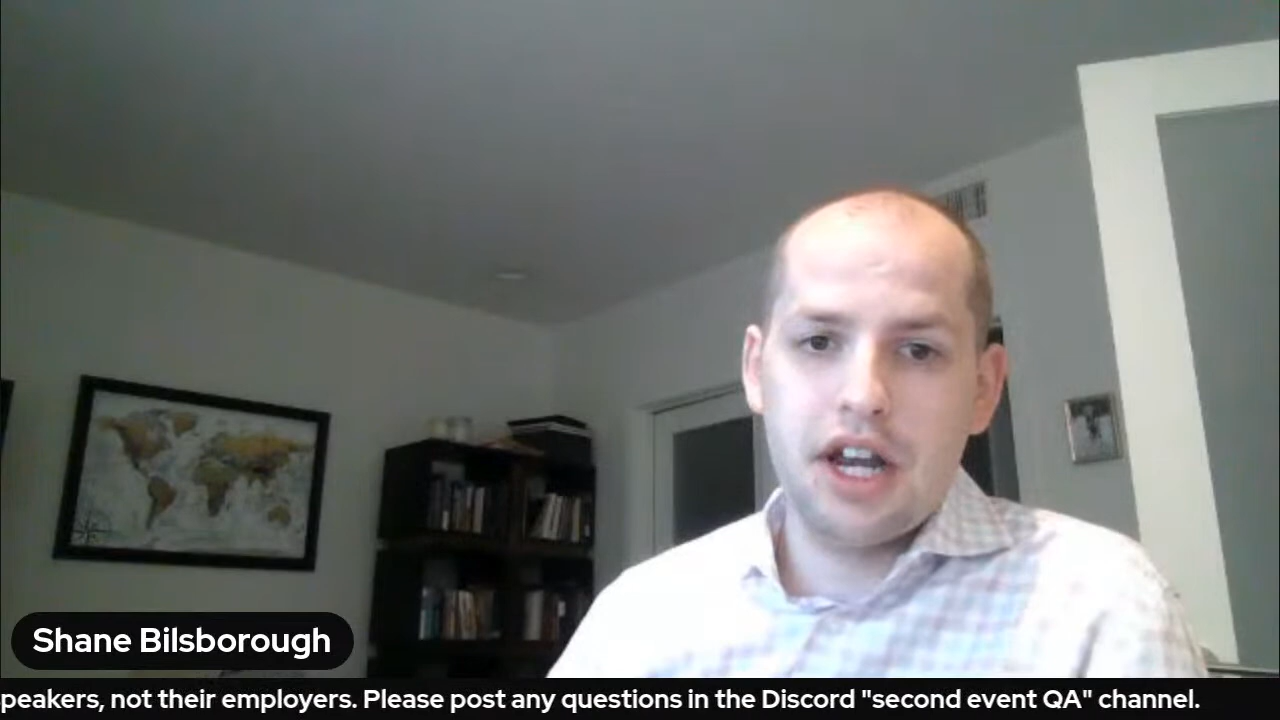 Shane Bilsborough
peakers, not their employers. Please post any questions in the Discord "second event QA" channel.